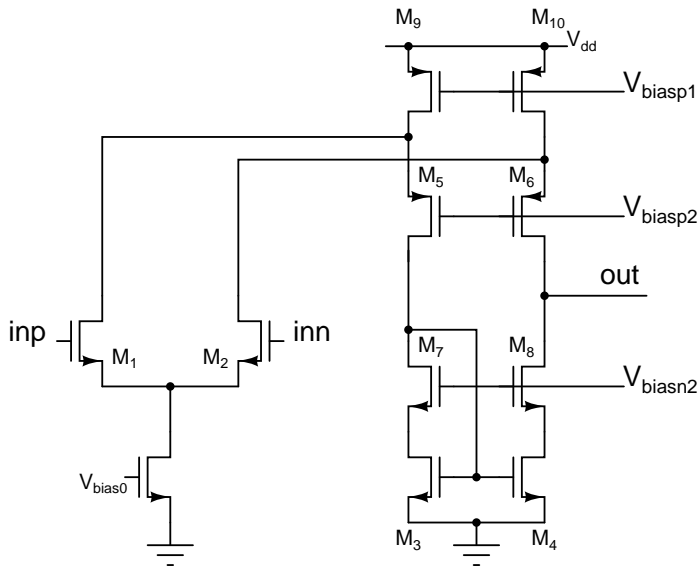 M9 M10
Vdd
Vbiasp1
M5 M6
Vbiasp2
out
inp M1 M2 inn
M7 M8
Vbiasn2
Vbias0
M3 M4